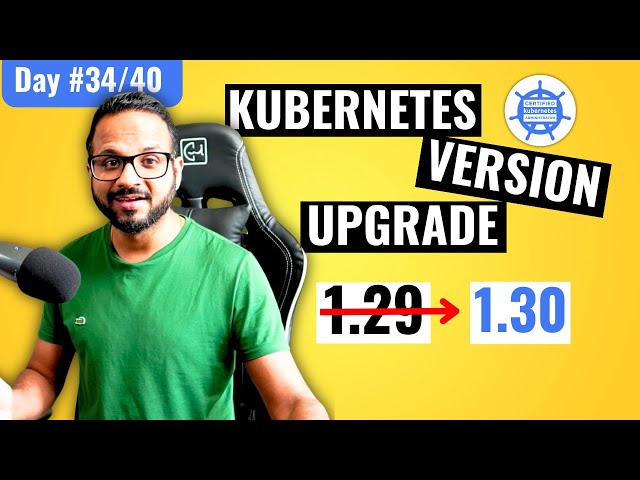 Day #34/40
KUBERNETES
VERSION
UPGRADE
1.29
1.30
CERTIFIED
kubernetes
ADMINISTRATOR